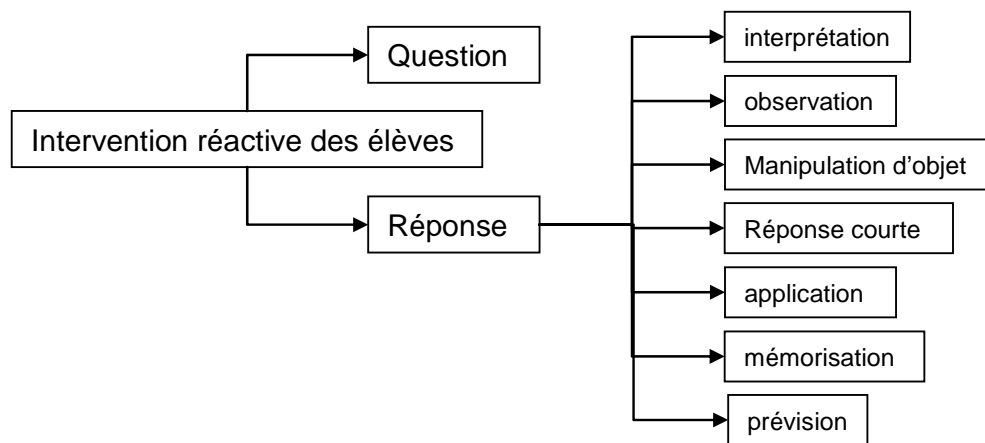 Intervention réactive des élèves
Question
Réponse
interprétation
observation
Manipulation d’objet
Réponse courte
application
mémorisation
prévision